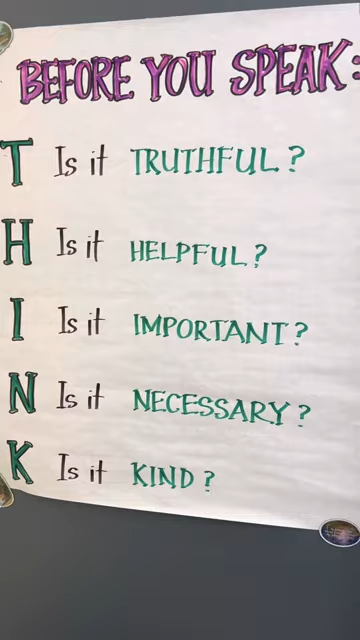 BEFORE YOU SPEAK:
T Is it TRUTHFUL?
H Is it HELPFUL?
I Is it IMPORTANT?
N Is it NECESSARY?
K Is it KIND?